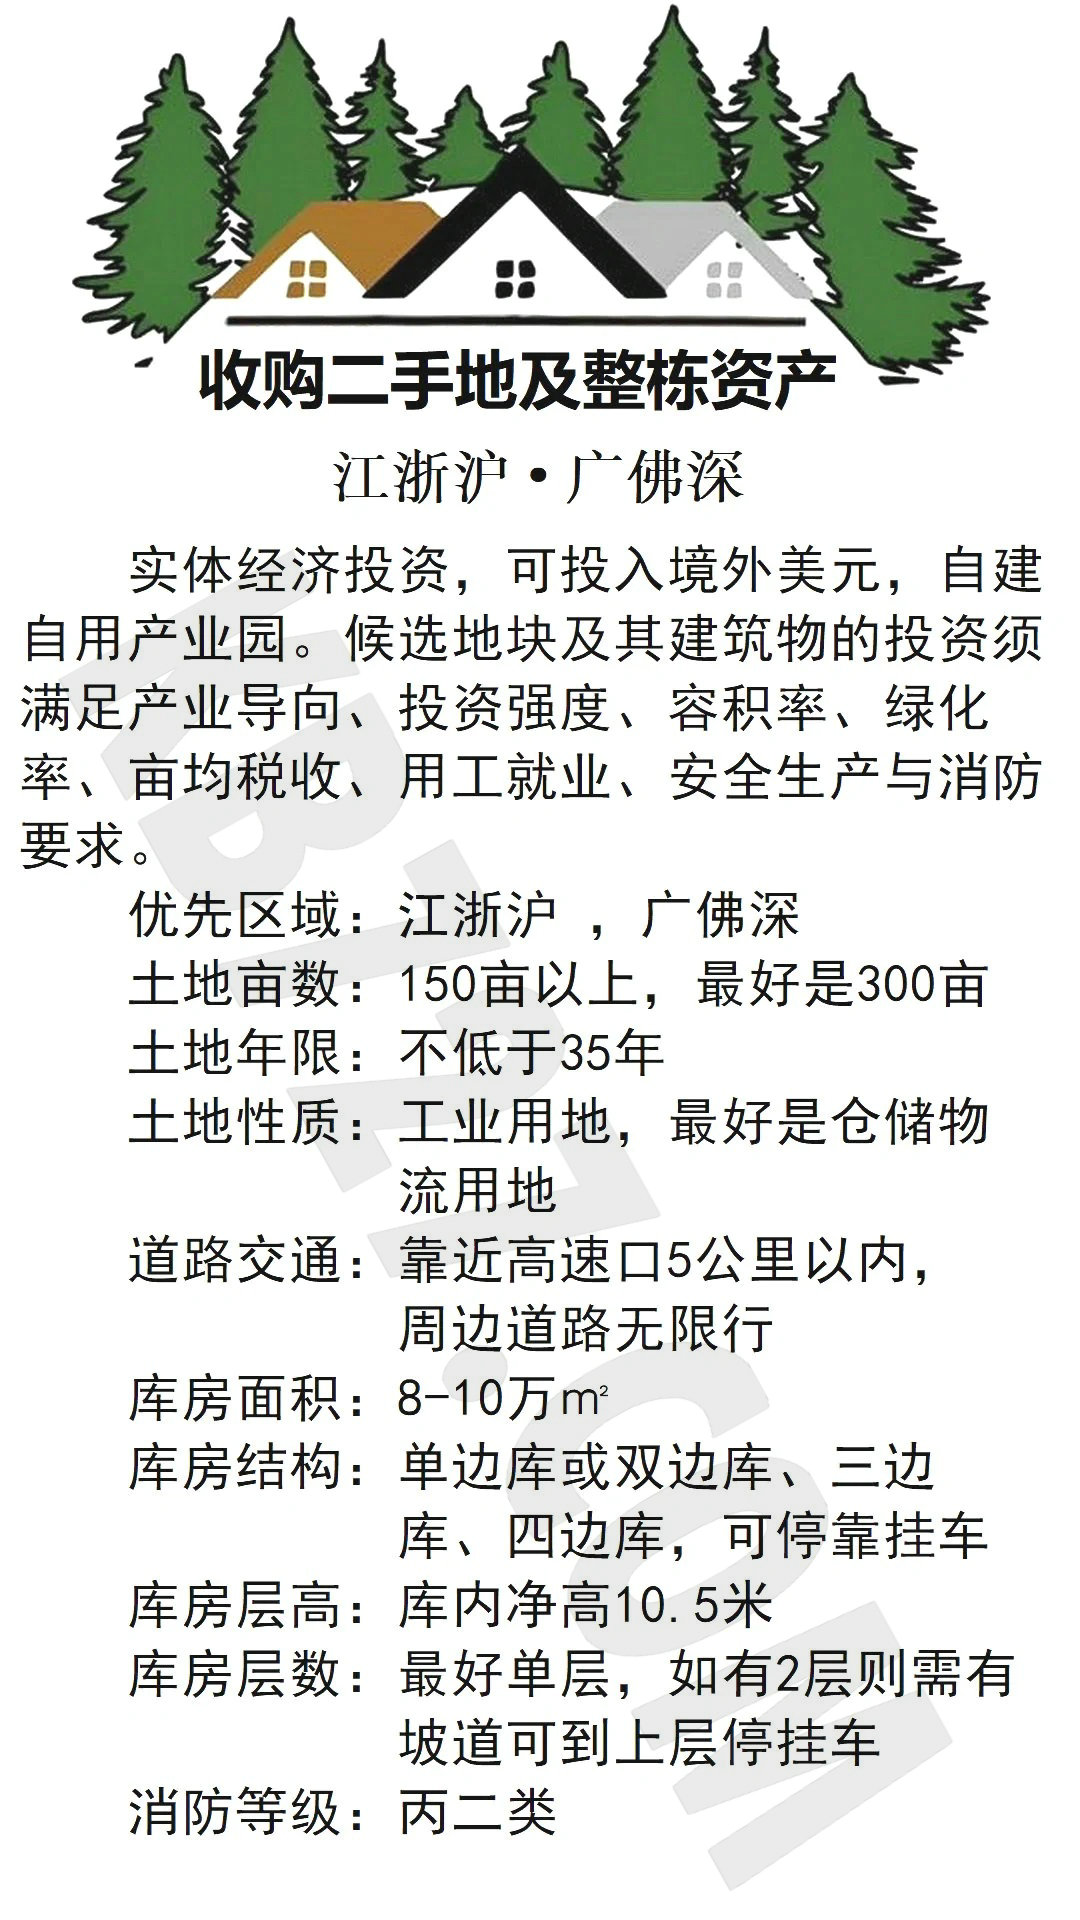 收购二手地及整栋资产
江浙沪·广佛深
实体经济投资，可投入境外美元，自建
自用产业园。候选地块及其建筑物的投资须
满足产业导向、投资强度、容积率、绿化
率、亩均税收、用工就业、安全生产与消防
要求。
优先区域：江浙沪 ，广佛深
土地亩数：150亩以上，最好是300亩
土地年限：不低于35年
土地性质：工业用地，最好是仓储物
流用地
道路交通：靠近高速口5公里以内，
周边道路无限行
库房面积：8-10万㎡
库房结构：单边库或双边库、三边
库、四边库，可停靠挂车
库房层高：库内净高10.5米
库房层数：最好单层，如有2层则需有
坡道可到上层停挂车
消防等级：丙二类